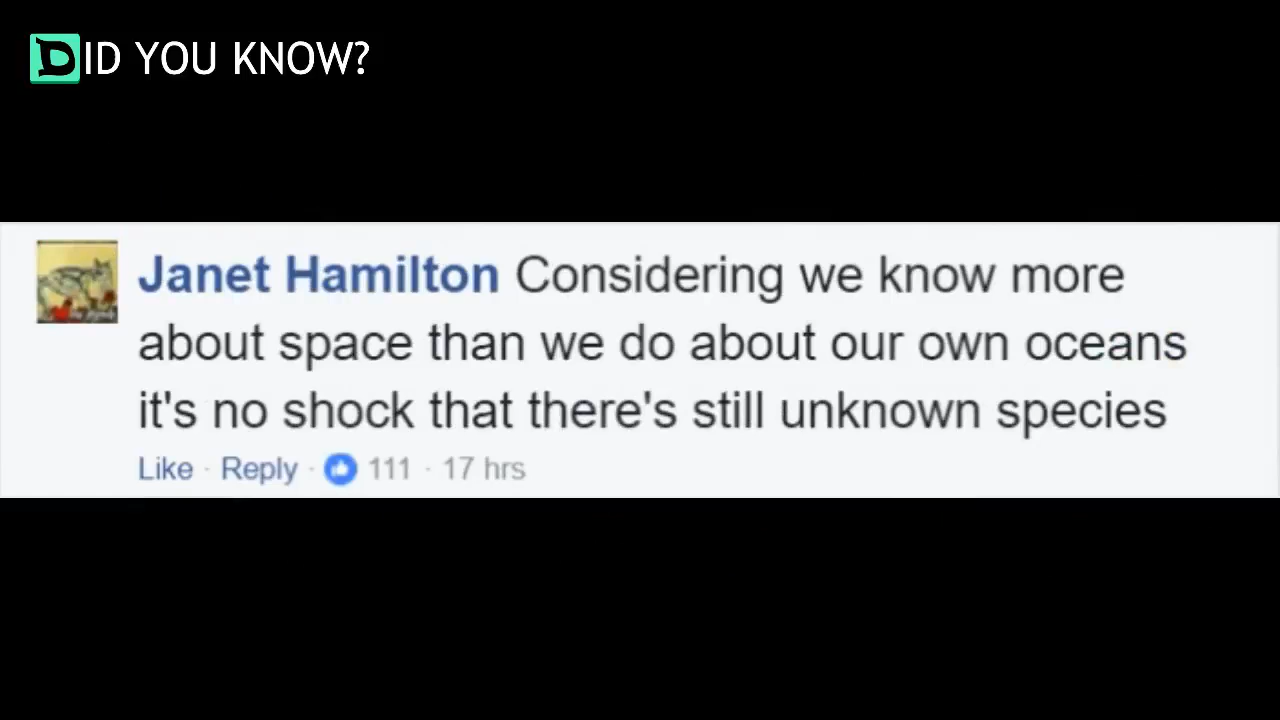 DID YOU KNOW?
Janet Hamilton Considering we know more
about space than we do about our own oceans
it's no shock that there's still unknown species
Like · Reply · 111 · 17 hrs